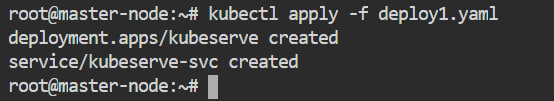 root@master-node:~# kubectl apply -f deploy1.yaml
deployment.apps/kubeserve created
service/kubeserve-svc created
root@master-node:~#